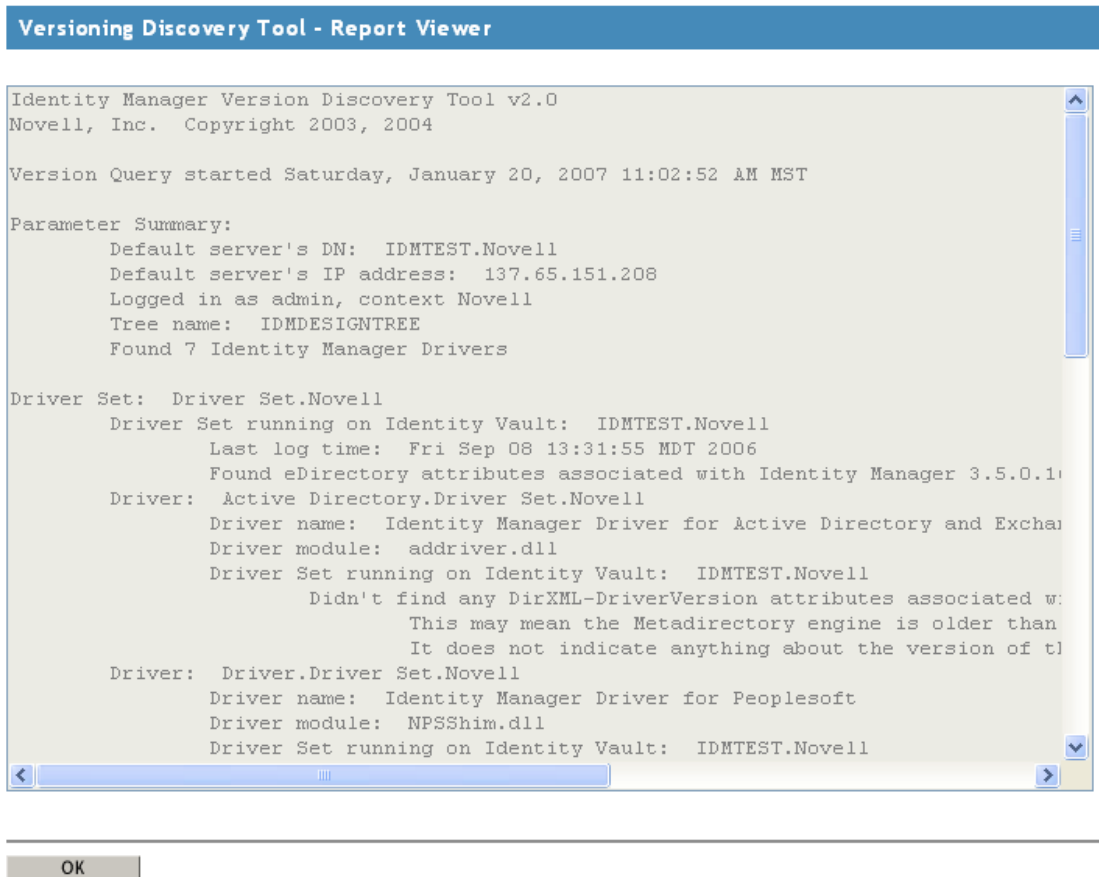 Versioning Discovery Tool - Report Viewer
Identity Manager Version Discovery Tool v2.0
Novell, Inc.  Copyright 2003, 2004
Version Query started Saturday, January 20, 2007 11:02:52 AM MST
Parameter Summary:
Default server's DN:  IDMTEST.Novell
Default server's IP address:  137.65.151.208
Logged in as admin, context Novell
Tree name:  IDMDESIGNTREE
Found 7 Identity Manager Drivers
Driver Set:  Driver Set.Novell
Driver Set running on Identity Vault:  IDMTEST.Novell
Last log time:  Fri Sep 08 13:31:55 MDT 2006
Found eDirectory attributes associated with Identity Manager 3.5.0.1
Driver:  Active Directory.Driver Set.Novell
Driver name:  Identity Manager Driver for Active Directory and Exchan
Driver module:  addriver.dll
Driver Set running on Identity Vault:  IDMTEST.Novell
Didn't find any DirXML-DriverVersion attributes associated w
This may mean the Metadirectory engine is older than
It does not indicate anything about the version of t
Driver:  Driver.Driver Set.Novell
Driver name:  Identity Manager Driver for Peoplesoft
Driver module:  NPSShim.dll
Driver Set running on Identity Vault:  IDMTEST.Novell
OK